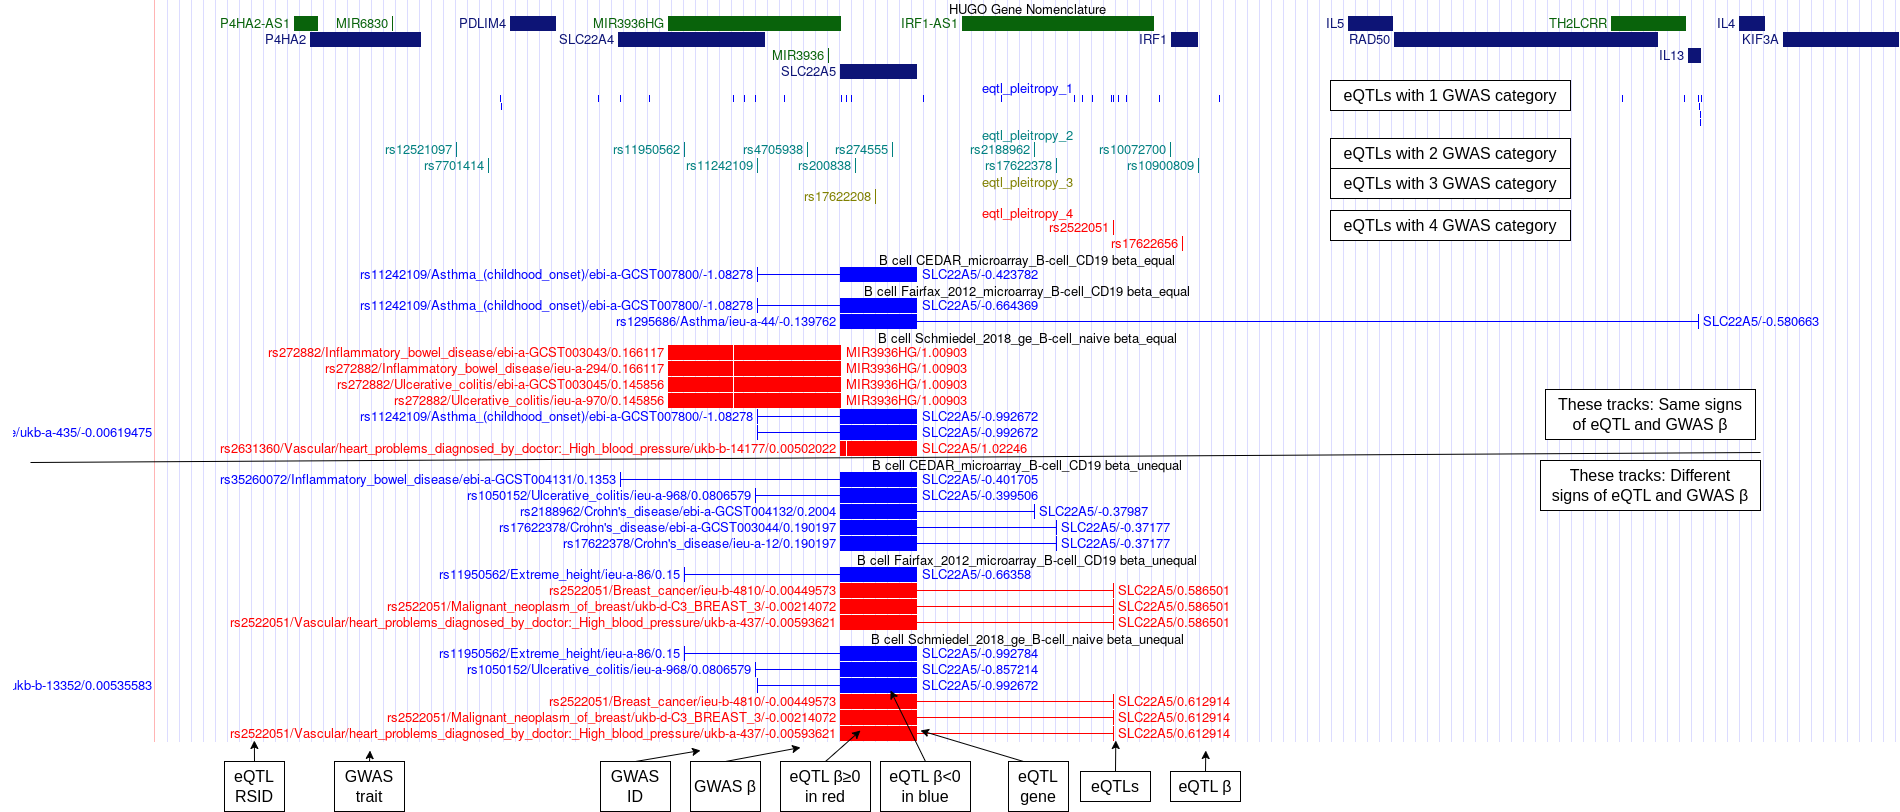 HUGO Gene Nomenclature
P4HA2-AS1 MIR6830 PDLIM4 MIR3936HG IRF1-AS1 IL5 TH2LCRR IL4
P4HA2 SLC22A4 IRF1 RAD50 KIF3A
MIR3936 IL13
SLC22A5
eqtl_pleitropy_1
eQTLs with 1 GWAS category
eqtl_pleitropy_2
rs12521097 rs11950562 rs4705938 rs274555 rs2188962 rs10072700
eQTLs with 2 GWAS category
rs7701414 rs11242109 rs200838 rs17622378 rs10900809
eqtl_pleitropy_3
eQTLs with 3 GWAS category
rs17622208
eqtl_pleitropy_4
eQTLs with 4 GWAS category
rs2522051
rs17622656
B cell CEDAR_microarray_B-cell_CD19 beta_equal
rs11242109/Asthma_(childhood_onset)/ebi-a-GCST007800/-1.08278 SLC22A5/-0.423782
B cell Fairfax_2012_microarray_B-cell_CD19 beta_equal
rs11242109/Asthma_(childhood_onset)/ebi-a-GCST007800/-1.08278 SLC22A5/-0.664369
rs1295686/Asthma/ieu-a-44/-0.139762 SLC22A5/-0.580663
B cell Schmiedel_2018_ge_B-cell_naive beta_equal
rs272882/Inflammatory_bowel_disease/ebi-a-GCST003043/0.166117 MIR3936HG/1.00903
rs272882/Inflammatory_bowel_disease/ieu-a-294/0.166117 MIR3936HG/1.00903
rs272882/Ulcerative_colitis/ebi-a-GCST003045/0.145856 MIR3936HG/1.00903
rs272882/Ulcerative_colitis/ieu-a-970/0.145856 MIR3936HG/1.00903
rs11242109/Asthma_(childhood_onset)/ebi-a-GCST007800/-1.08278 SLC22A5/-0.992672
/ukb-a-435/-0.00619475 SLC22A5/-0.992672
rs2631360/Vascular/heart_problems_diagnosed_by_doctor:_High_blood_pressure/ukb-b-14177/0.00502022 SLC22A5/1.02246
These tracks: Same signs
of eQTL and GWAS β
B cell CEDAR_microarray_B-cell_CD19 beta_unequal
rs35260072/Inflammatory_bowel_disease/ebi-a-GCST004131/0.1353 SLC22A5/-0.401705
rs1050152/Ulcerative_colitis/ieu-a-968/0.0806579 SLC22A5/-0.399506
rs2188962/Crohn's_disease/ebi-a-GCST004132/0.2004 SLC22A5/-0.37987
rs17622378/Crohn's_disease/ebi-a-GCST003044/0.190197 SLC22A5/-0.37177
rs17622378/Crohn's_disease/ieu-a-12/0.190197 SLC22A5/-0.37177
These tracks: Different
signs of eQTL and GWAS β
B cell Fairfax_2012_microarray_B-cell_CD19 beta_unequal
rs11950562/Extreme_height/ieu-a-86/0.15 SLC22A5/-0.66358
rs2522051/Breast_cancer/ieu-b-4810/-0.00449573 SLC22A5/0.586501
rs2522051/Malignant_neoplasm_of_breast/ukb-d-C3_BREAST_3/-0.00214072 SLC22A5/0.586501
rs2522051/Vascular/heart_problems_diagnosed_by_doctor:_High_blood_pressure/ukb-a-437/-0.00593621 SLC22A5/0.586501
B cell Schmiedel_2018_ge_B-cell_naive beta_unequal
rs11950562/Extreme_height/ieu-a-86/0.15 SLC22A5/-0.992784
rs1050152/Ulcerative_colitis/ieu-a-968/0.0806579 SLC22A5/-0.857214
ukb-b-13352/0.00535583 SLC22A5/-0.992672
rs2522051/Breast_cancer/ieu-b-4810/-0.00449573 SLC22A5/0.612914
rs2522051/Malignant_neoplasm_of_breast/ukb-d-C3_BREAST_3/-0.00214072 SLC22A5/0.612914
rs2522051/Vascular/heart_problems_diagnosed_by_doctor:_High_blood_pressure/ukb-a-437/-0.00593621 SLC22A5/0.612914
eQTL
RSID
GWAS
trait
GWAS
ID
GWAS β
eQTL β≥0
in red
eQTL β<0
in blue
eQTL
gene
eQTLs
eQTL β